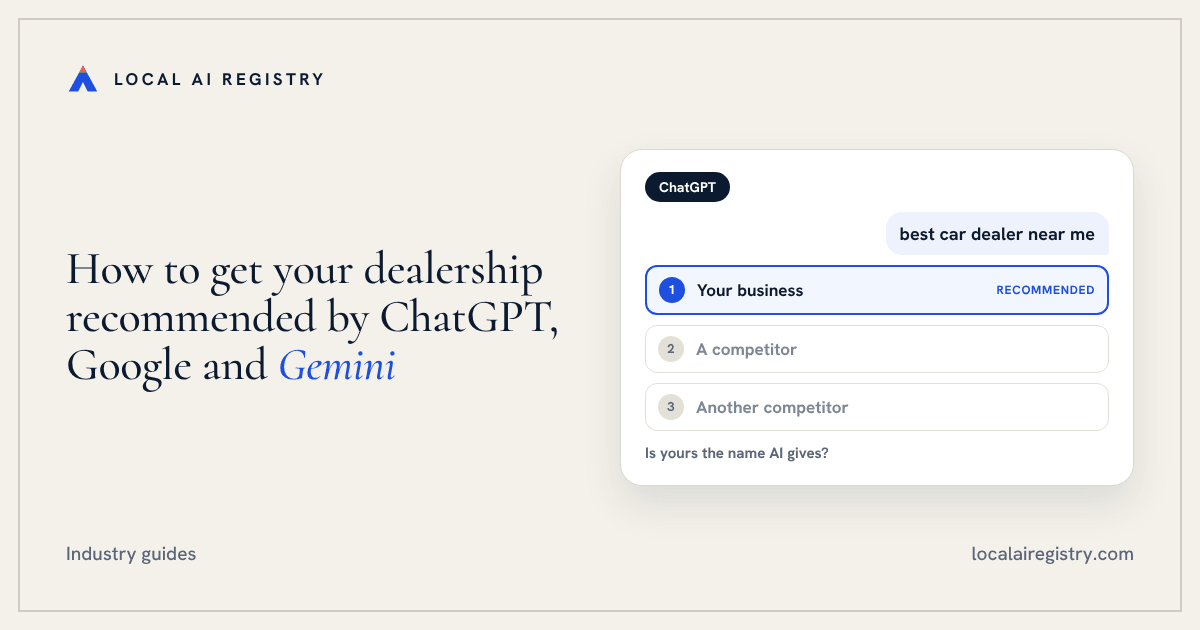 LOCAL AI REGISTRY
How to get your dealership
recommended by ChatGPT,
Google and Gemini
ChatGPT
best car dealer near me
1 Your business RECOMMENDED
2 A competitor
3 Another competitor
Is yours the name AI gives?
Industry guides
localairegistry.com